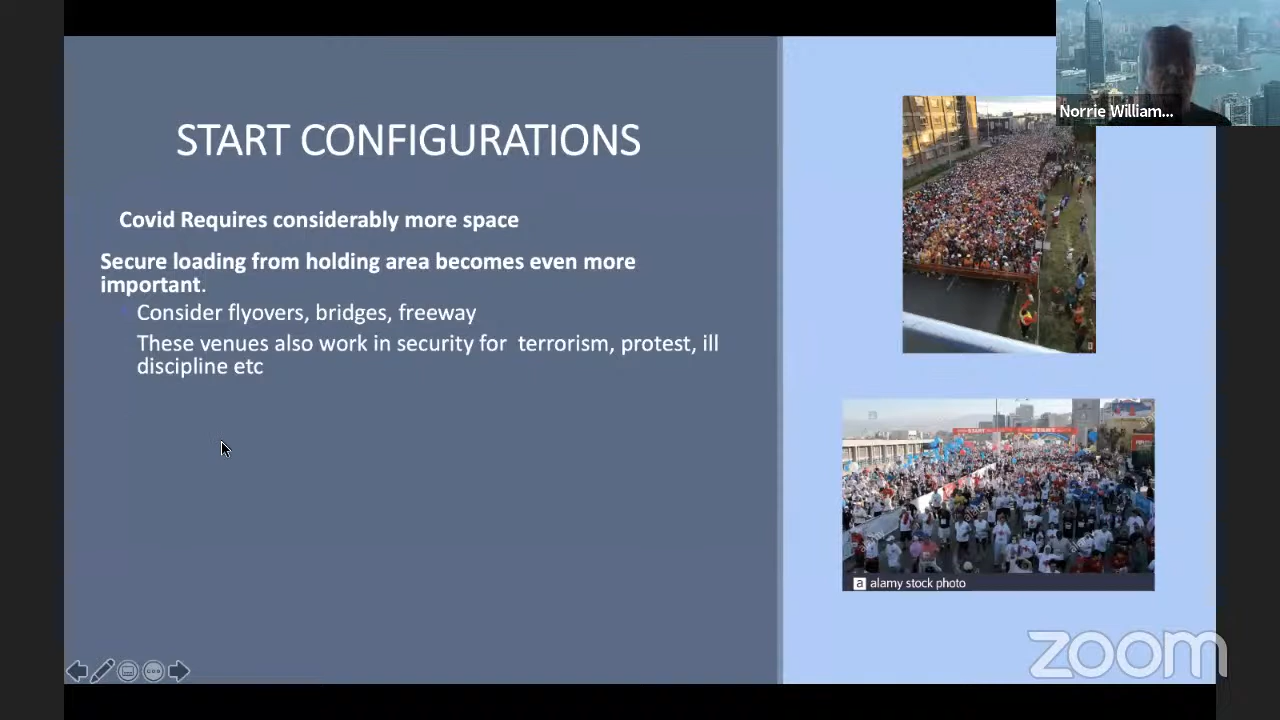 Norrie William...
START CONFIGURATIONS
Covid Requires considerably more space
Secure loading from holding area becomes even more
important.
Consider flyovers, bridges, freeway
These venues also work in security for terrorism, protest, ill
discipline etc
a alamy stock photo
zoom